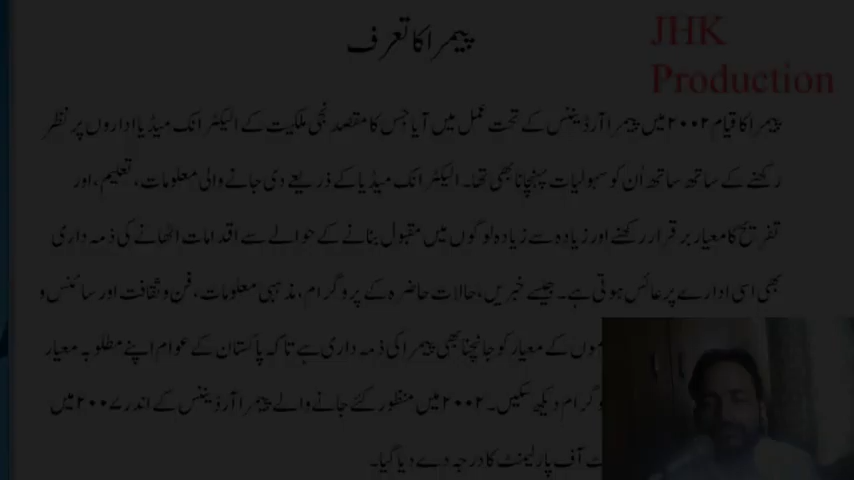 JHK
Production
پیمرا کا تعرف
پیمرا کا قیام ۲۰۰۲ میں پیمرا آرڈیننس کے تحت عمل میں آیا جس کا مقصد نجی ملکیت کے الیکٹرانک میڈیا اداروں پر نظر
رکھنے کے ساتھ ساتھ اُن کو سہولیات پہنچانا بھی تھا۔ الیکٹرانک میڈیا کے ذریعے دی جانے والی معلومات، تعلیم، اور
تفریح کا معیار برقرار رکھنے اور زیادہ سے زیادہ لوگوں میں مقبول بنانے کے حوالے سے اقدامات اٹھانے کی ذمہ داری
بھی اسی ادارے پر عائس ہوتی ہے۔ جیسے خبریں، حالات حاضرہ کے پروگرام، مذہبی معلومات، فن و ثقافت اور سائنس و
موں کے معیار کو جانچنا بھی پیمرا کی ذمہ داری ہے تا کہ پاکستان کے عوام اپنے مطلوبہ معیار
وگرام دیکھ سکیں۔ ۲۰۰۲ میں منظور کئے جانے والے پیمرا آرڈیننس کے اندر ۲۰۰۷ میں
ت آف پارلیمنٹ کا درجہ دے دیا گیا۔